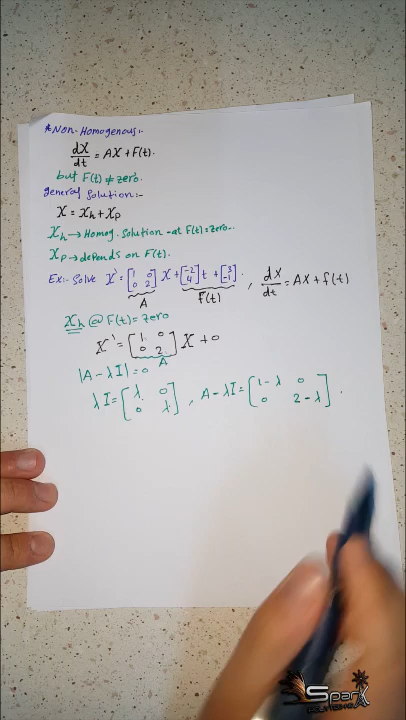 *Non-Homogenous:-
dX/dt = AX + F(t).
but F(t) ≠ zero.
general Solution:-
X = Xh + Xp
Xh → Homog. Solution at F(t)=Zero.
Xp → depends on F(t).
Ex:- Solve X' = [1 0; 0 2] X + [-2; 4] t + [3; -1] , dX/dt = AX + f(t)
A F(t)
Xh @ F(t) = zero
X' = [1 0; 0 2] X + 0
A
|A - λI| = 0
λI = [λ 0; 0 λ] , A - λI = [1-λ 0; 0 2-λ] .
Spark